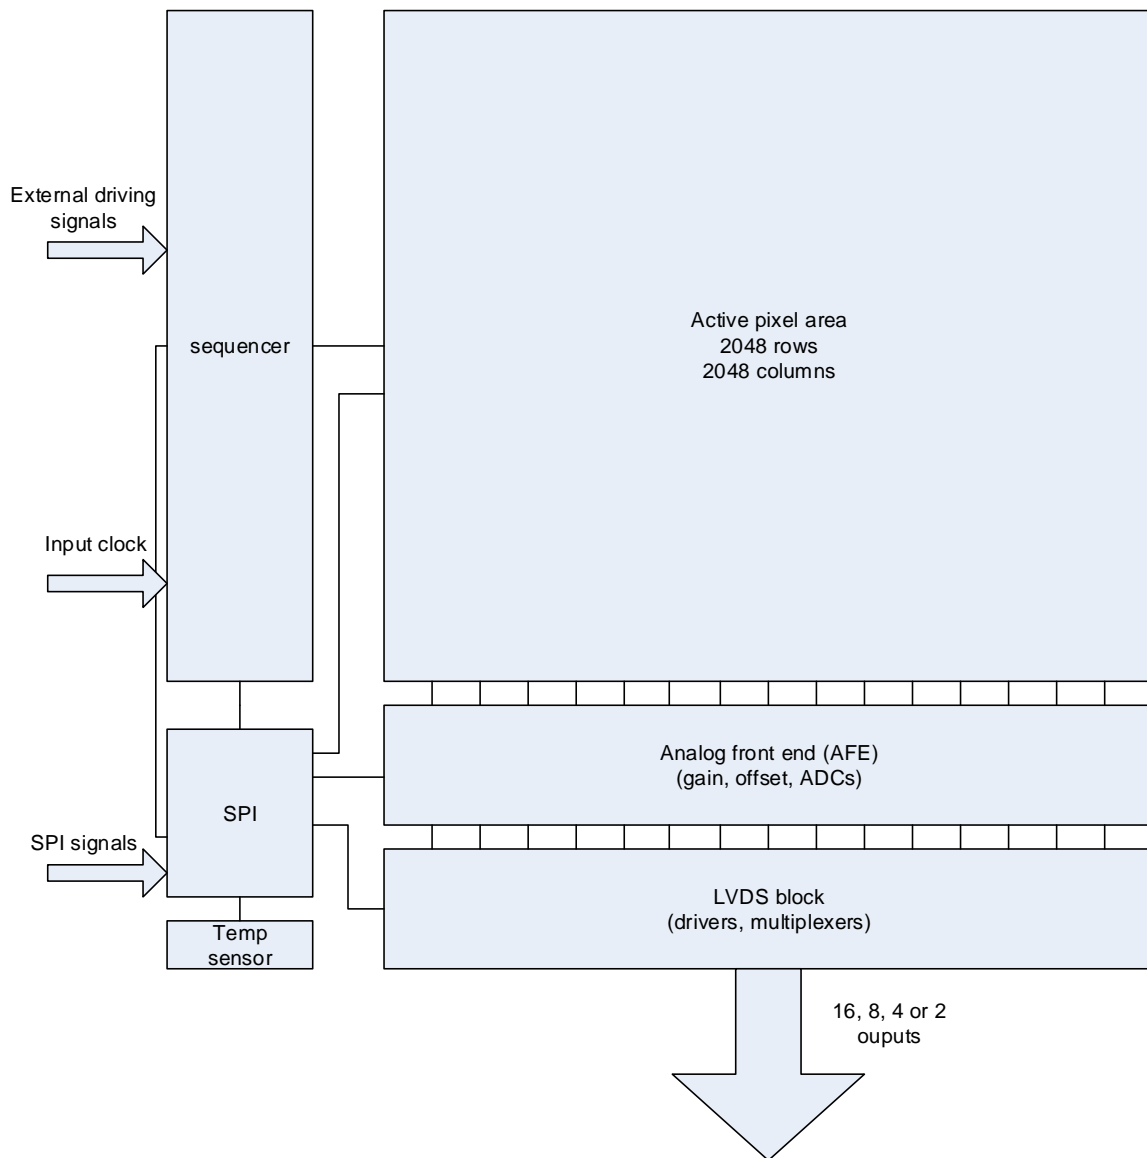 External driving
signals
sequencer
Active pixel area
2048 rows
2048 columns
Input clock
Analog front end (AFE)
(gain, offset, ADCs)
SPI
SPI signals
LVDS block
(drivers, multiplexers)
Temp
sensor
16, 8, 4 or 2
ouputs